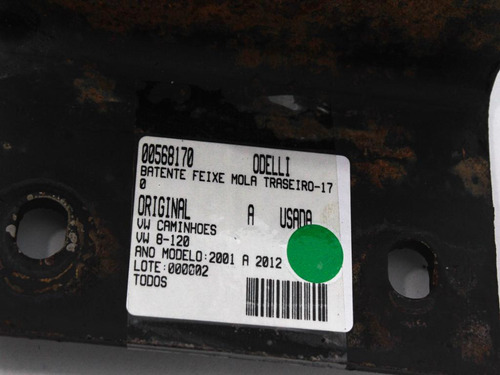 00568170 ODELLI
BATENTE FEIXE MOLA TRASEIRO-17
0
ORIGINAL A USADA
VW CAMINHOES
VW 8-120
ANO MODELO:2001 A 2012
LOTE:000002
TODOS